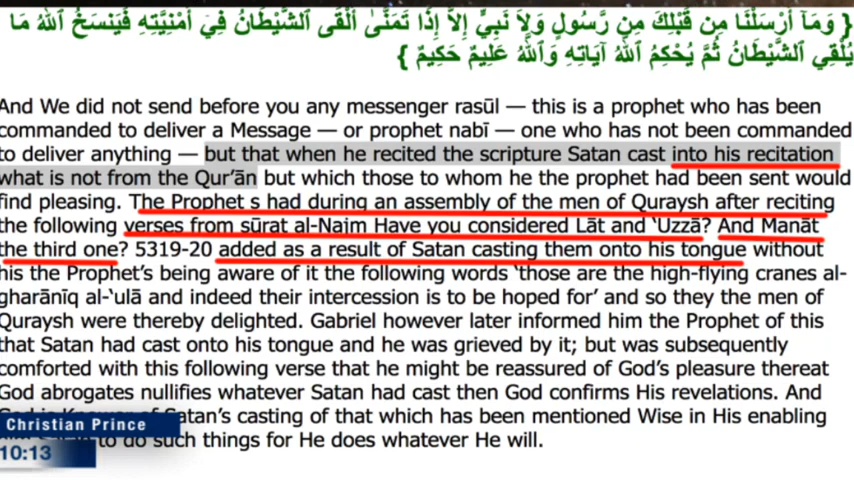 { وَمَآ أَرْسَلْنَا مِن قَبْلِكَ مِن رَّسُولٍ وَلاَ نَبِيٍّ إِلاَّ إِذَا تَمَنَّىٰ أَلْقَى ٱلشَّيْطَانُ فِيۤ أُمْنِيَّتِهِ فَيَنسَخُ ٱللَّهُ مَا
يُلْقِي ٱلشَّيْطَانُ ثُمَّ يُحْكِمُ ٱللَّهُ آيَاتِهِ وَٱللَّهُ عَلِيمٌ حَكِيمٌ }
And We did not send before you any messenger rasūl — this is a prophet who has been
commanded to deliver a Message — or prophet nabī — one who has not been commanded
to deliver anything — but that when he recited the scripture Satan cast into his recitation
what is not from the Qur'ān but which those to whom he the prophet had been sent would
find pleasing. The Prophet s had during an assembly of the men of Quraysh after reciting
the following verses from sūrat al-Najm Have you considered Lāt and 'Uzzā? And Manāt
the third one? 5319-20 added as a result of Satan casting them onto his tongue without
his the Prophet's being aware of it the following words 'those are the high-flying cranes al-
gharānīq al-'ulā and indeed their intercession is to be hoped for' and so they the men of
Quraysh were thereby delighted. Gabriel however later informed him the Prophet of this
that Satan had cast onto his tongue and he was grieved by it; but was subsequently
comforted with this following verse that he might be reassured of God's pleasure thereat
God abrogates nullifies whatever Satan had cast then God confirms His revelations. And
of Satan's casting of that which has been mentioned Wise in His enabling
to do such things for He does whatever He will.
Christian Prince
10:13